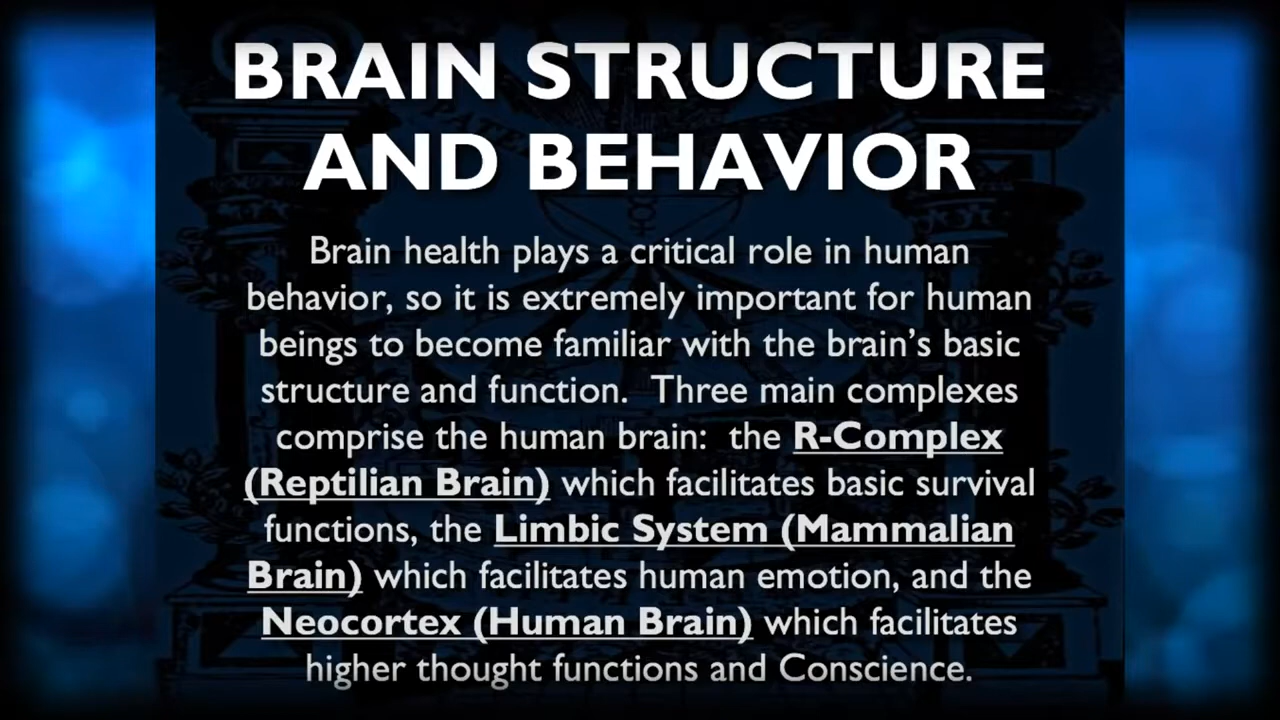 BRAIN STRUCTURE
AND BEHAVIOR
Brain health plays a critical role in human
behavior, so it is extremely important for human
beings to become familiar with the brain’s basic
structure and function.  Three main complexes
comprise the human brain:  the R-Complex
(Reptilian Brain) which facilitates basic survival
functions, the Limbic System (Mammalian
Brain) which facilitates human emotion, and the
Neocortex (Human Brain) which facilitates
higher thought functions and Conscience.